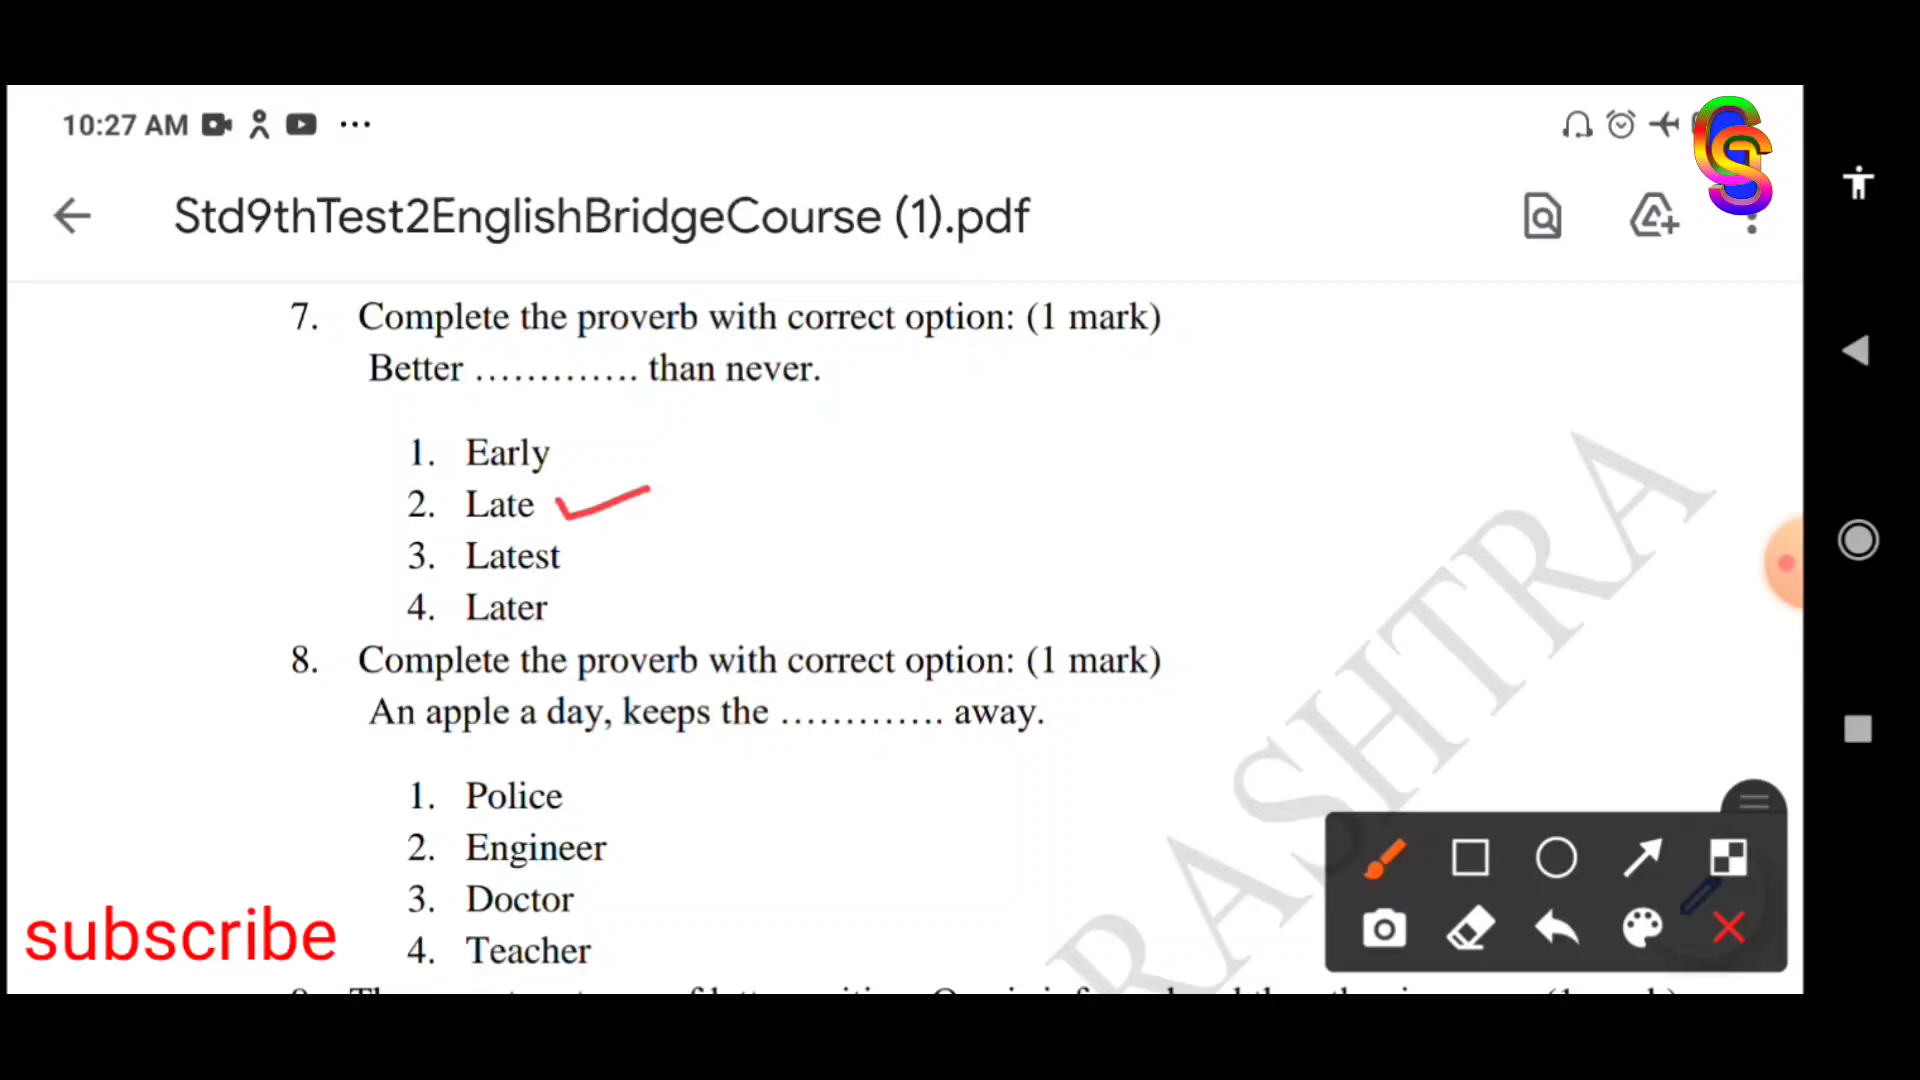 10:27 AM
Std9thTest2EnglishBridgeCourse (1).pdf
7. Complete the proverb with correct option: (1 mark)
Better ............. than never.
1. Early
2. Late
3. Latest
4. Later
8. Complete the proverb with correct option: (1 mark)
An apple a day, keeps the ............. away.
1. Police
2. Engineer
3. Doctor
4. Teacher
subscribe
RASHTRA